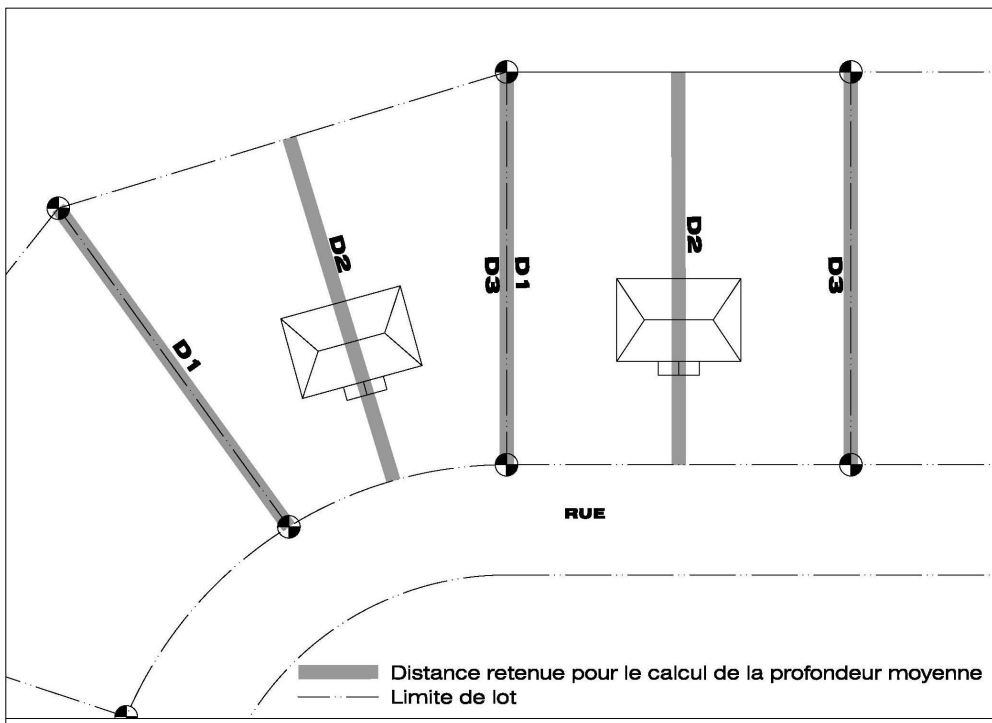 D1
D2
D3
D1
D2
D3
RUE
Distance retenue pour le calcul de la profondeur moyenne
Limite de lot